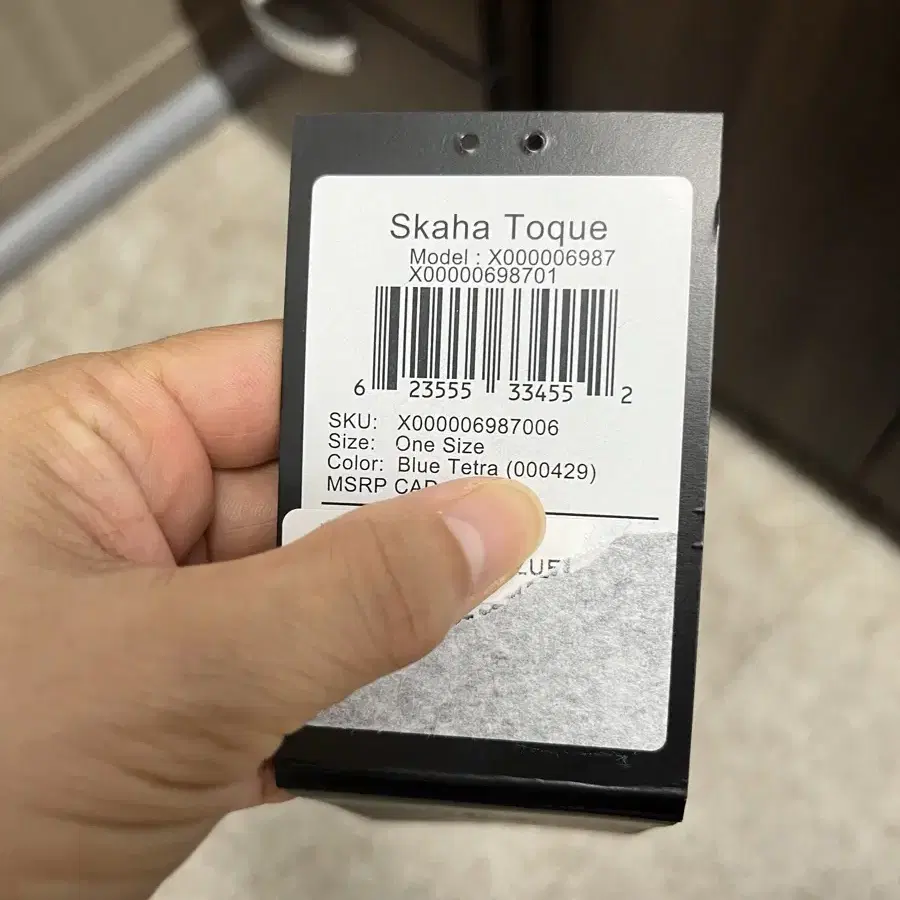 Skaha Toque
Model : X000006987
X00000698701
6 23555 33455 2
SKU: X000006987006
Size: One Size
Color: Blue Tetra (000429)
MSRP CAD